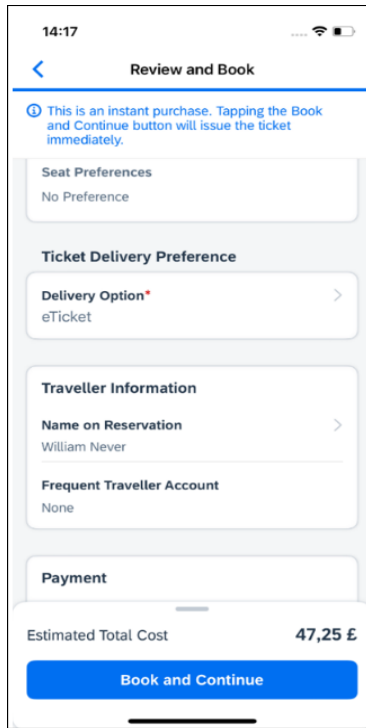 14:17
Review and Book
This is an instant purchase. Tapping the Book
and Continue button will issue the ticket
immediately.
Seat Preferences
No Preference
Ticket Delivery Preference
Delivery Option*
eTicket
Traveller Information
Name on Reservation
William Never
Frequent Traveller Account
None
Payment
Estimated Total Cost 47,25 £
Book and Continue